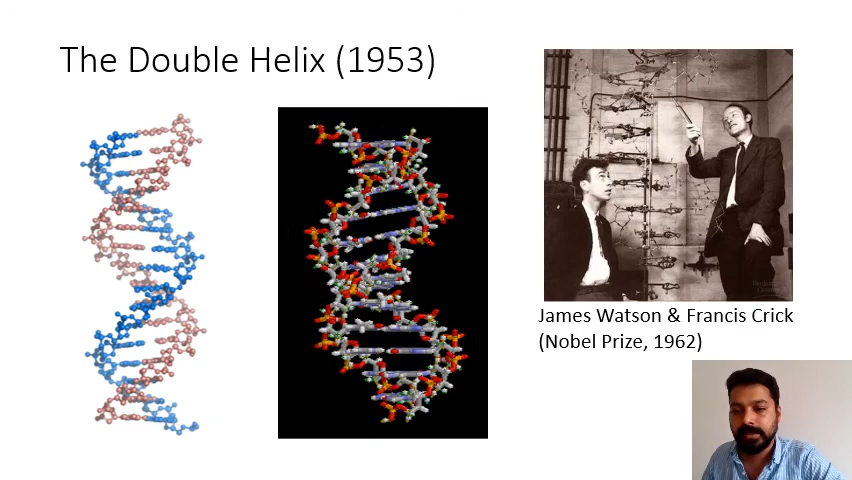 The Double Helix (1953)
James Watson & Francis Crick
(Nobel Prize, 1962)